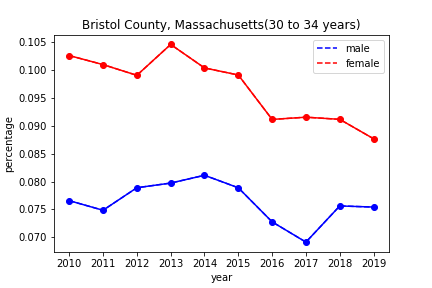 Bristol County, Massachusetts(30 to 34 years)
male
female
percentage
0.105
0.100
0.095
0.090
0.085
0.080
0.075
0.070
2010 2011 2012 2013 2014 2015 2016 2017 2018 2019
year